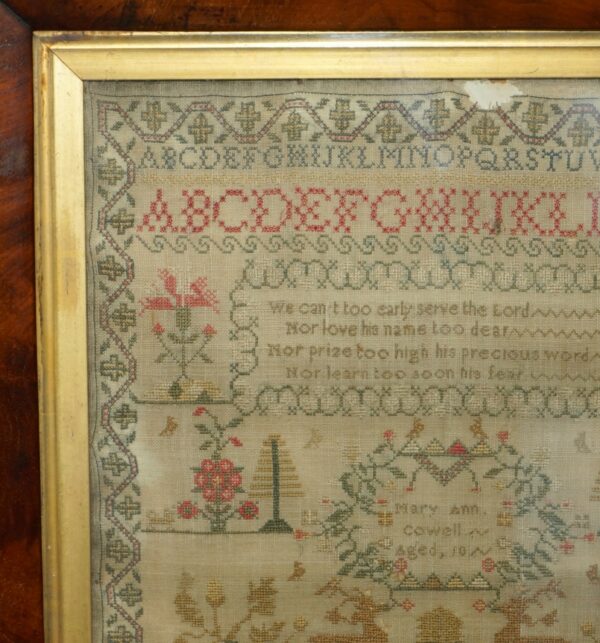 ABCDEFGHIJKLMNOPQRSTUV
ABCDEFGHIJKL
We can't too early serve the Lord
Nor love his name too dear
Nor prize too high his precious word
Nor learn too soon his fear
Mary Ann.
Cowell
Aged, 10